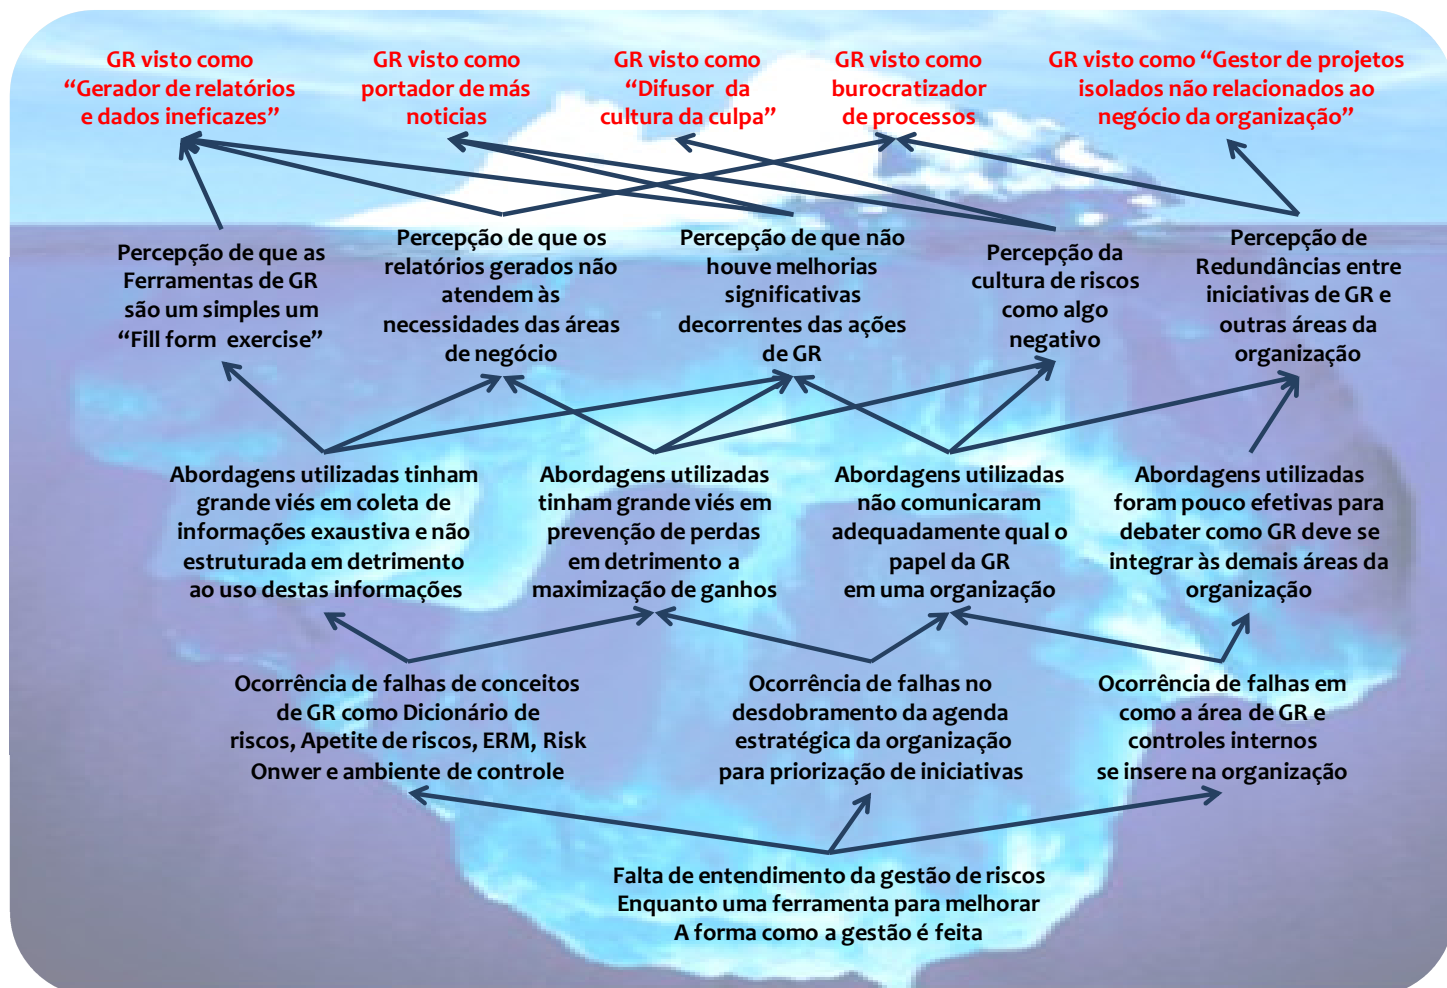 GR visto como
“Gerador de relatórios
e dados ineficazes”
GR visto como
portador de más
noticias
GR visto como
“Difusor da
cultura da culpa”
GR visto como
burocratizador
de processos
GR visto como “Gestor de projetos
isolados não relacionados ao
negócio da organização”
Percepção de que as
Ferramentas de GR
são um simples um
“Fill form exercise”
Percepção de que os
relatórios gerados não
atendem às
necessidades das áreas
de negócio
Percepção de que não
houve melhorias
significativas
decorrentes das ações
de GR
Percepção da
cultura de riscos
como algo
negativo
Percepção de
Redundâncias entre
iniciativas de GR e
outras áreas da
organização
Abordagens utilizadas tinham
grande viés em coleta de
informações exaustiva e não
estruturada em detrimento
ao uso destas informações
Abordagens utilizadas
tinham grande viés em
prevenção de perdas
em detrimento a
maximização de ganhos
Abordagens utilizadas
não comunicaram
adequadamente qual o
papel da GR
em uma organização
Abordagens utilizadas
foram pouco efetivas para
debater como GR deve se
integrar às demais áreas da
organização
Ocorrência de falhas de conceitos
de GR como Dicionário de
riscos, Apetite de riscos, ERM, Risk
Onwer e ambiente de controle
Ocorrência de falhas no
desdobramento da agenda
estratégica da organização
para priorização de iniciativas
Ocorrência de falhas em
como a área de GR e
controles internos
se insere na organização
Falta de entendimento da gestão de riscos
Enquanto uma ferramenta para melhorar
A forma como a gestão é feita